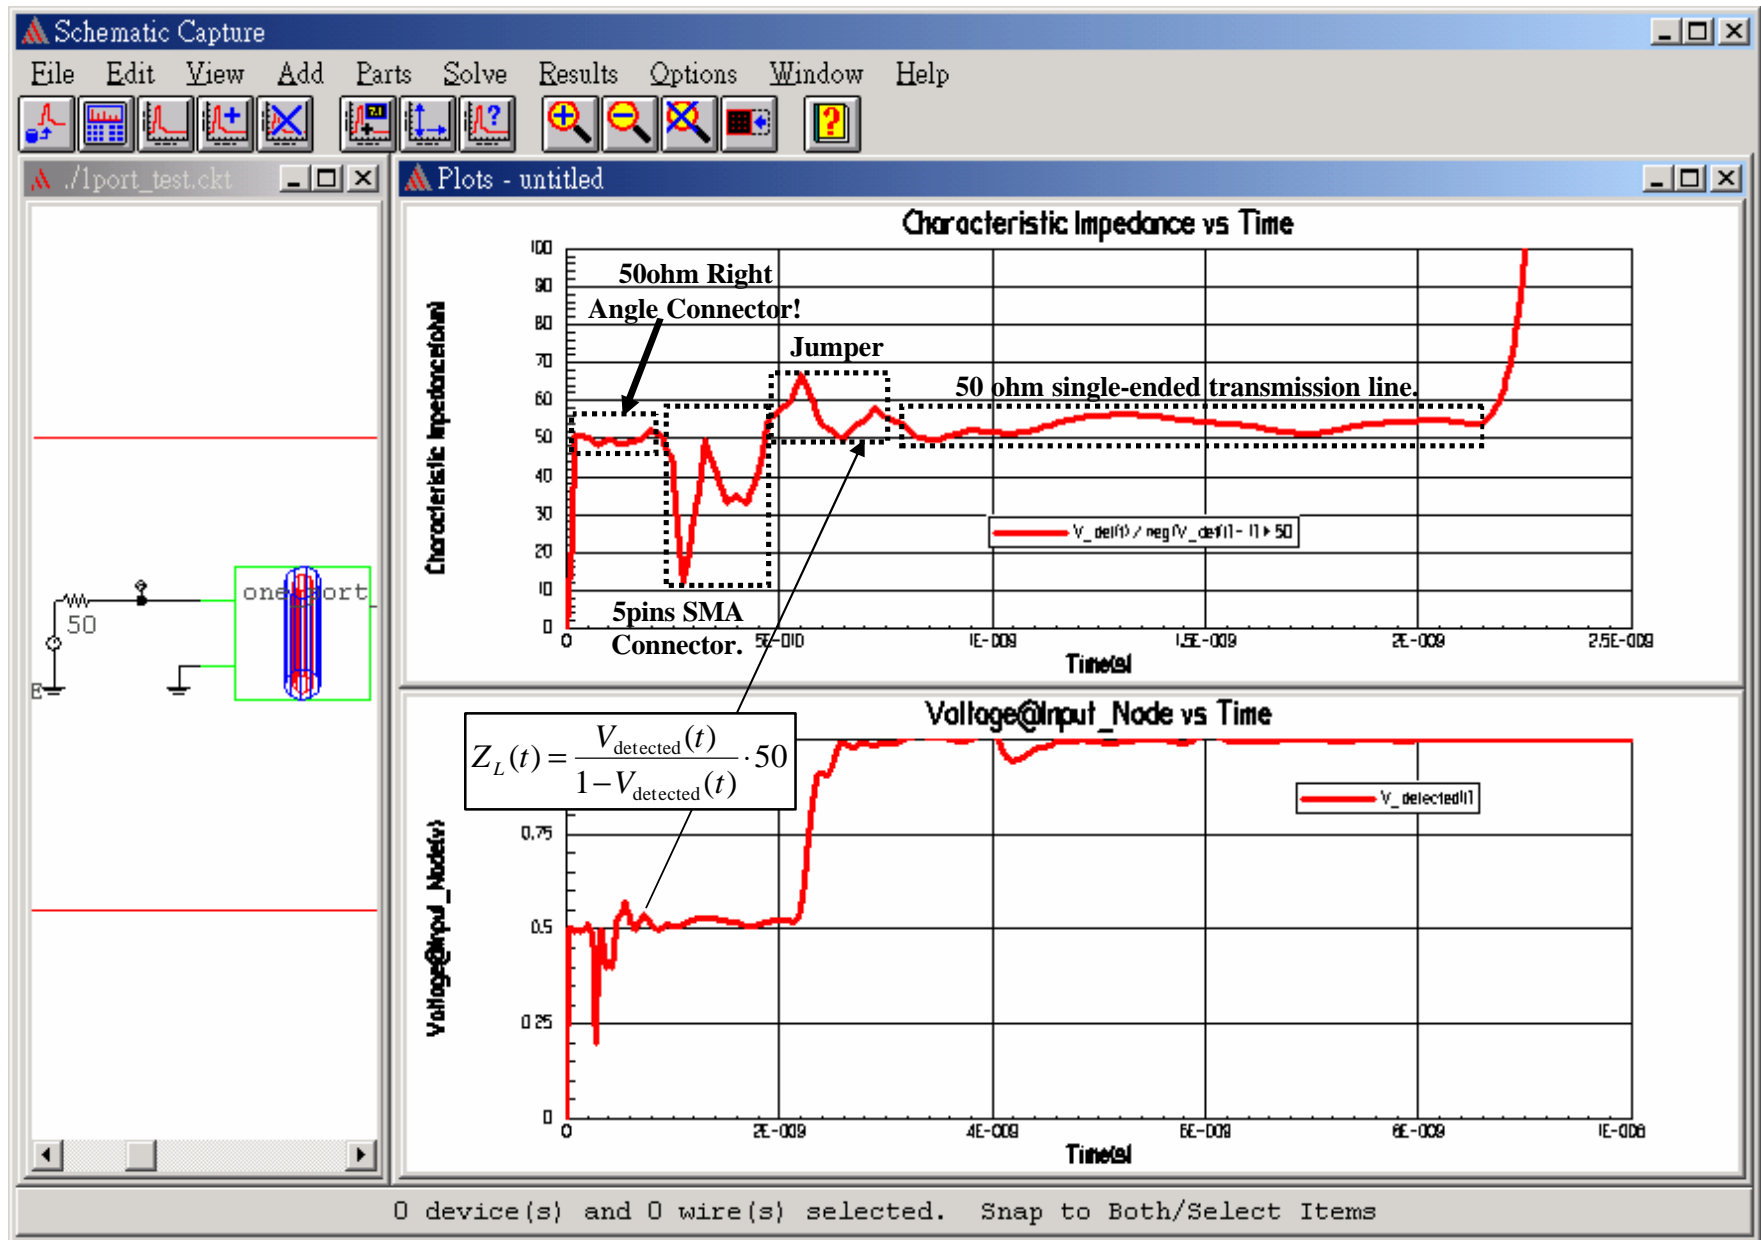 Schematic Capture
File Edit View Add Parts Solve Results Options Window Help
./1port_test.ckt
Plots - untitled
50
E
Characteristic Impedance vs Time
Characteristic Impedance(ohm)
100
90
80
70
60
50
40
30
20
10
0
50ohm Right
Angle Connector!
Jumper
50 ohm single-ended transmission line.
5pins SMA
Connector.
0 5E-010 1E-009 1.5E-009 2E-009 2.5E-009
Time(s)
Voltage@Input_Node vs Time
Z_L(t) = V_detected(t) / (1 − V_detected(t)) · 50
V_detected(t)
Voltage@Input_Node(v)
0.75
0.5
0.25
0
0 2E-009 4E-009 6E-009 8E-009 1E-008
Time(s)
0 device(s) and 0 wire(s) selected. Snap to Both/Select Items